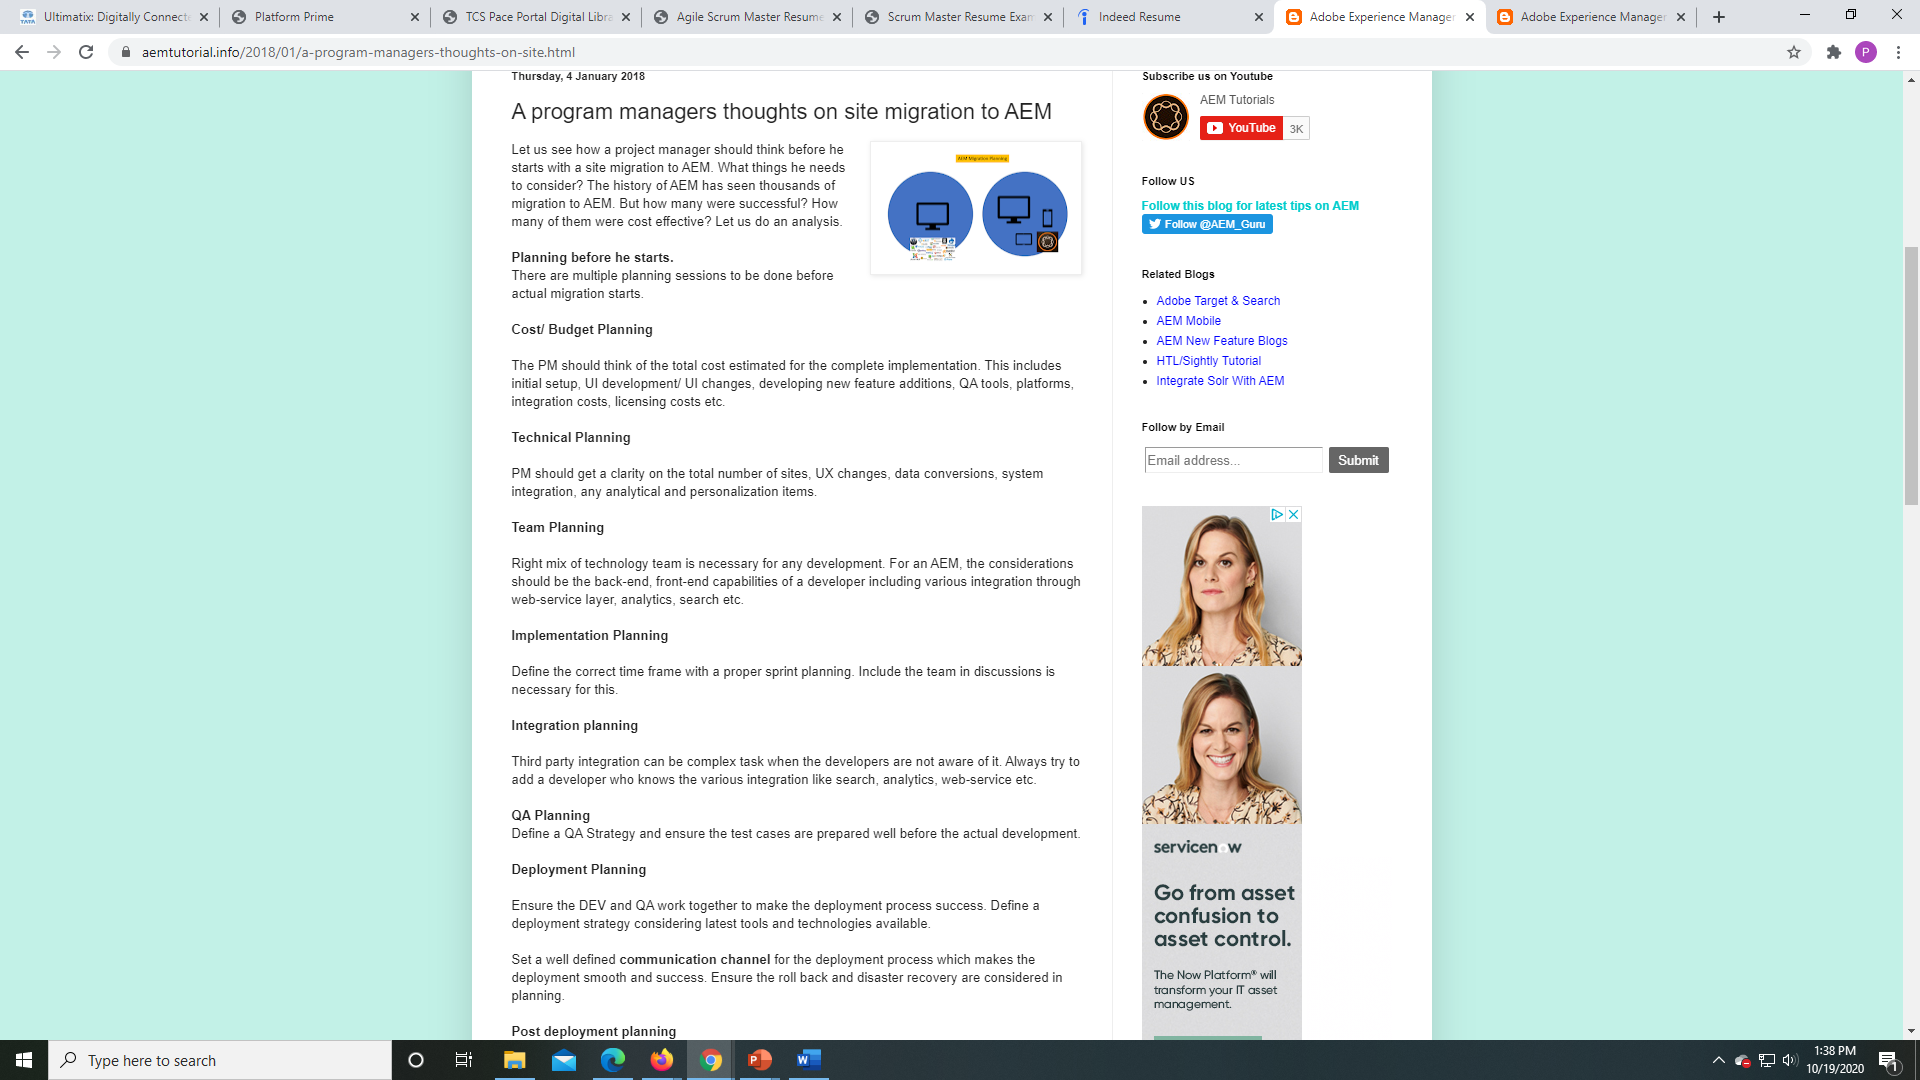 Ultimatix: Digitally Connecte
Platform Prime
TCS Pace Portal Digital Libra
Agile Scrum Master Resume
Scrum Master Resume Exam
Indeed Resume
Adobe Experience Manager
Adobe Experience Manager
aemtutorial.info/2018/01/a-program-managers-thoughts-on-site.html
P
Thursday, 4 January 2018
A program managers thoughts on site migration to AEM
Let us see how a project manager should think before he
starts with a site migration to AEM. What things he needs
to consider? The history of AEM has seen thousands of
migration to AEM. But how many were successful? How
many of them were cost effective? Let us do an analysis.
AEM Migration Planning
Planning before he starts.
There are multiple planning sessions to be done before
actual migration starts.
Cost/ Budget Planning
The PM should think of the total cost estimated for the complete implementation. This includes
initial setup, UI development/ UI changes, developing new feature additions, QA tools, platforms,
integration costs, licensing costs etc.
Technical Planning
PM should get a clarity on the total number of sites, UX changes, data conversions, system
integration, any analytical and personalization items.
Team Planning
Right mix of technology team is necessary for any development. For an AEM, the considerations
should be the back-end, front-end capabilities of a developer including various integration through
web-service layer, analytics, search etc.
Implementation Planning
Define the correct time frame with a proper sprint planning. Include the team in discussions is
necessary for this.
Integration planning
Third party integration can be complex task when the developers are not aware of it. Always try to
add a developer who knows the various integration like search, analytics, web-service etc.
QA Planning
Define a QA Strategy and ensure the test cases are prepared well before the actual development.
Deployment Planning
Ensure the DEV and QA work together to make the deployment process success. Define a
deployment strategy considering latest tools and technologies available.
Set a well defined communication channel for the deployment process which makes the
deployment smooth and success. Ensure the roll back and disaster recovery are considered in
planning.
Post deployment planning
Subscribe us on Youtube
AEM Tutorials
YouTube 3K
Follow US
Follow this blog for latest tips on AEM
Follow @AEM_Guru
Related Blogs
Adobe Target & Search
AEM Mobile
AEM New Feature Blogs
HTL/Sightly Tutorial
Integrate Solr With AEM
Follow by Email
Email address...
Submit
servicenow
Go from asset
confusion to
asset control.
The Now Platform® will
transform your IT asset
management.
Type here to search
1:38 PM
10/19/2020
1